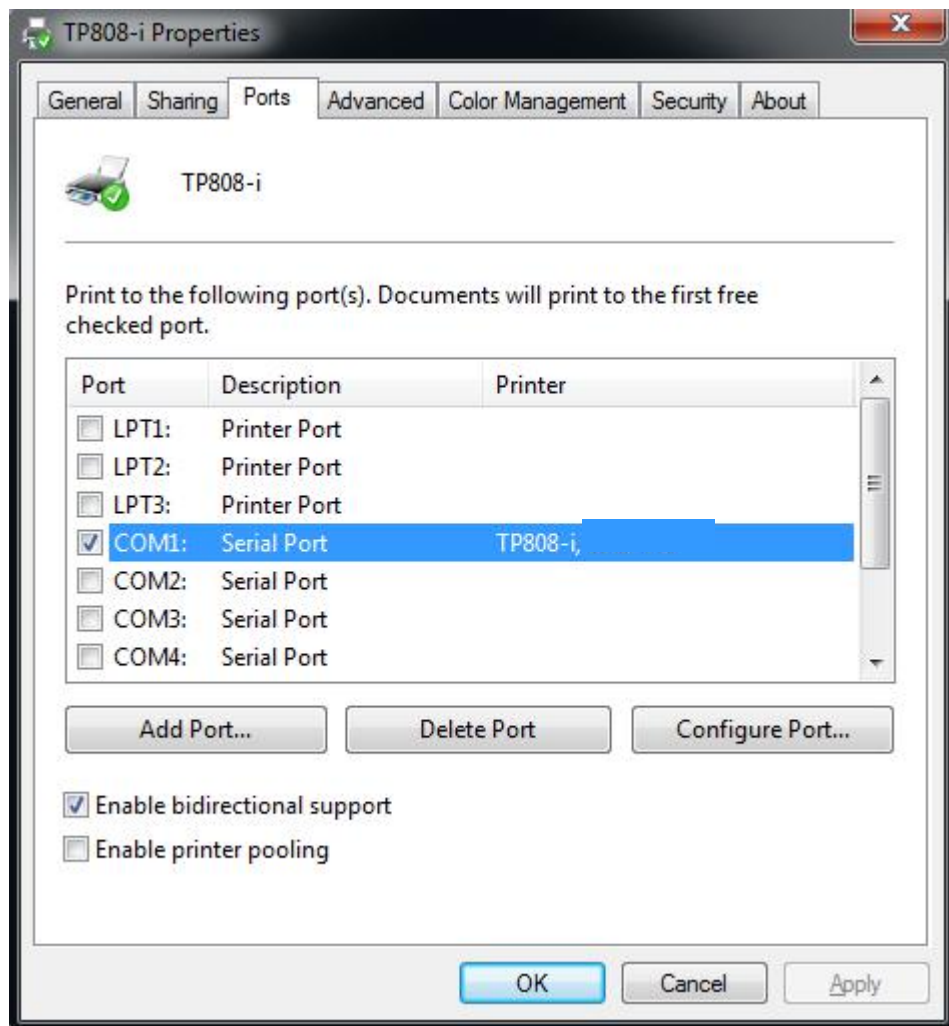 TP808-i Properties
General Sharing Ports Advanced Color Management Security About
TP808-i
Print to the following port(s). Documents will print to the first free
checked port.
Port Description Printer
LPT1: Printer Port
LPT2: Printer Port
LPT3: Printer Port
COM1: Serial Port TP808-i,
COM2: Serial Port
COM3: Serial Port
COM4: Serial Port
Add Port... Delete Port Configure Port...
Enable bidirectional support
Enable printer pooling
OK Cancel Apply